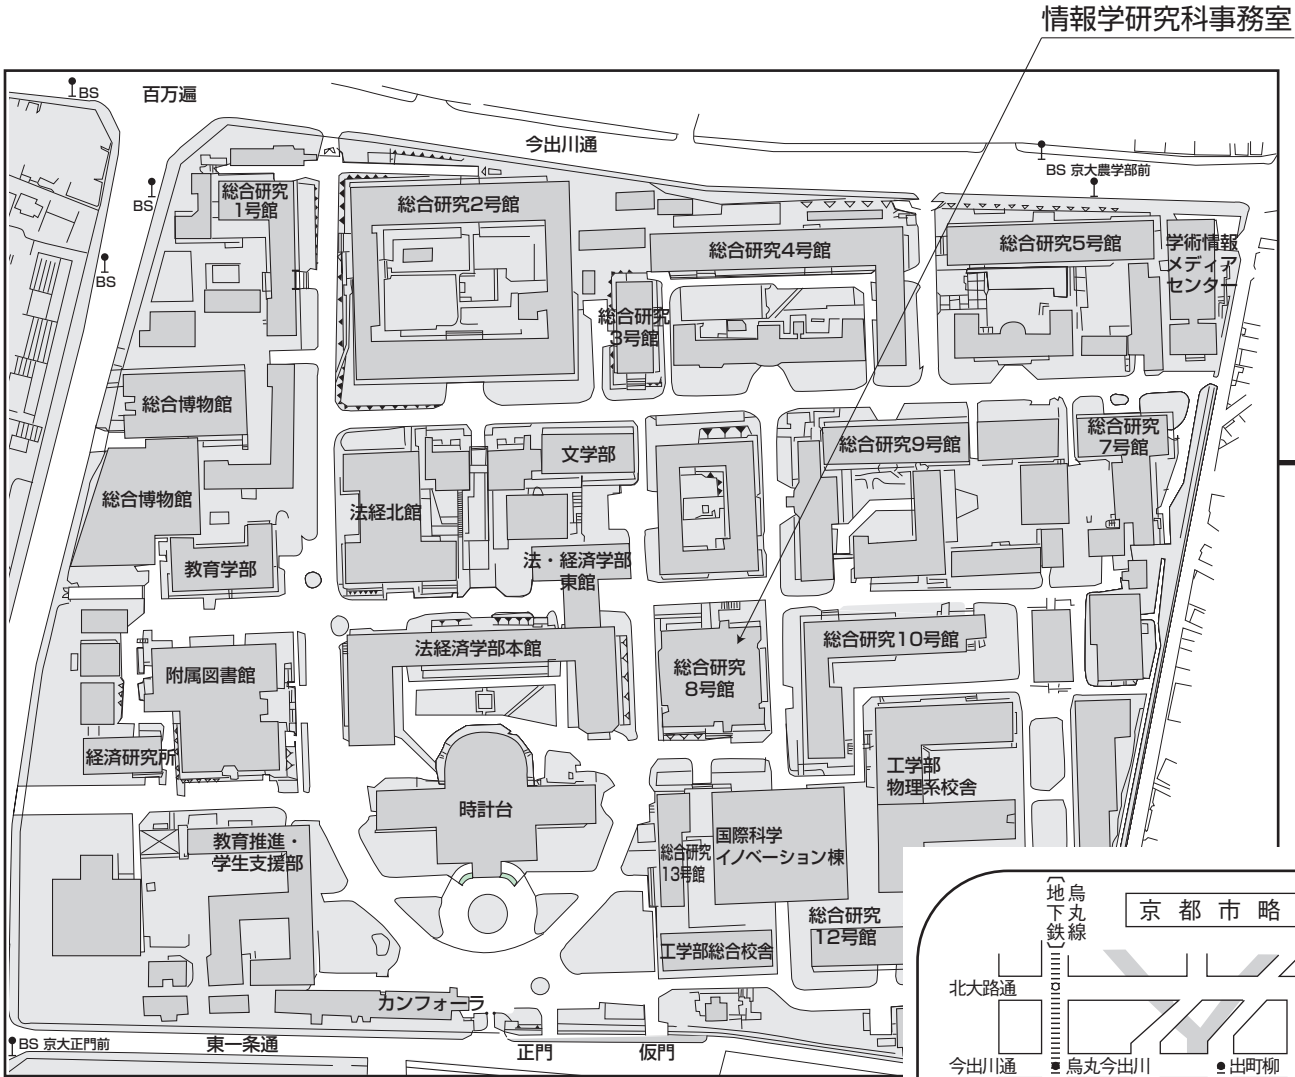 情報学研究科事務室
BS
百万遍
今出川通
BS 京大農学部前
BS
BS
総合研究
1号館
総合研究2号館
総合研究4号館
総合研究5号館
学術情報
メディア
センター
総合研究
3号館
総合博物館
総合研究9号館
総合研究
7号館
文学部
総合博物館
法経北館
法・経済学部
東館
教育学部
法経済学部本館
総合研究10号館
総合研究
8号館
附属図書館
経済研究所
工学部
物理系校舎
時計台
国際科学
イノベーション棟
総合研究
13号館
教育推進・
学生支援部
総合研究
12号館
工学部総合校舎
カンフォーラ
BS 京大正門前
東一条通
正門
仮門
京都市略
地下鉄
烏丸線
北大路通
今出川通
烏丸今出川
出町柳